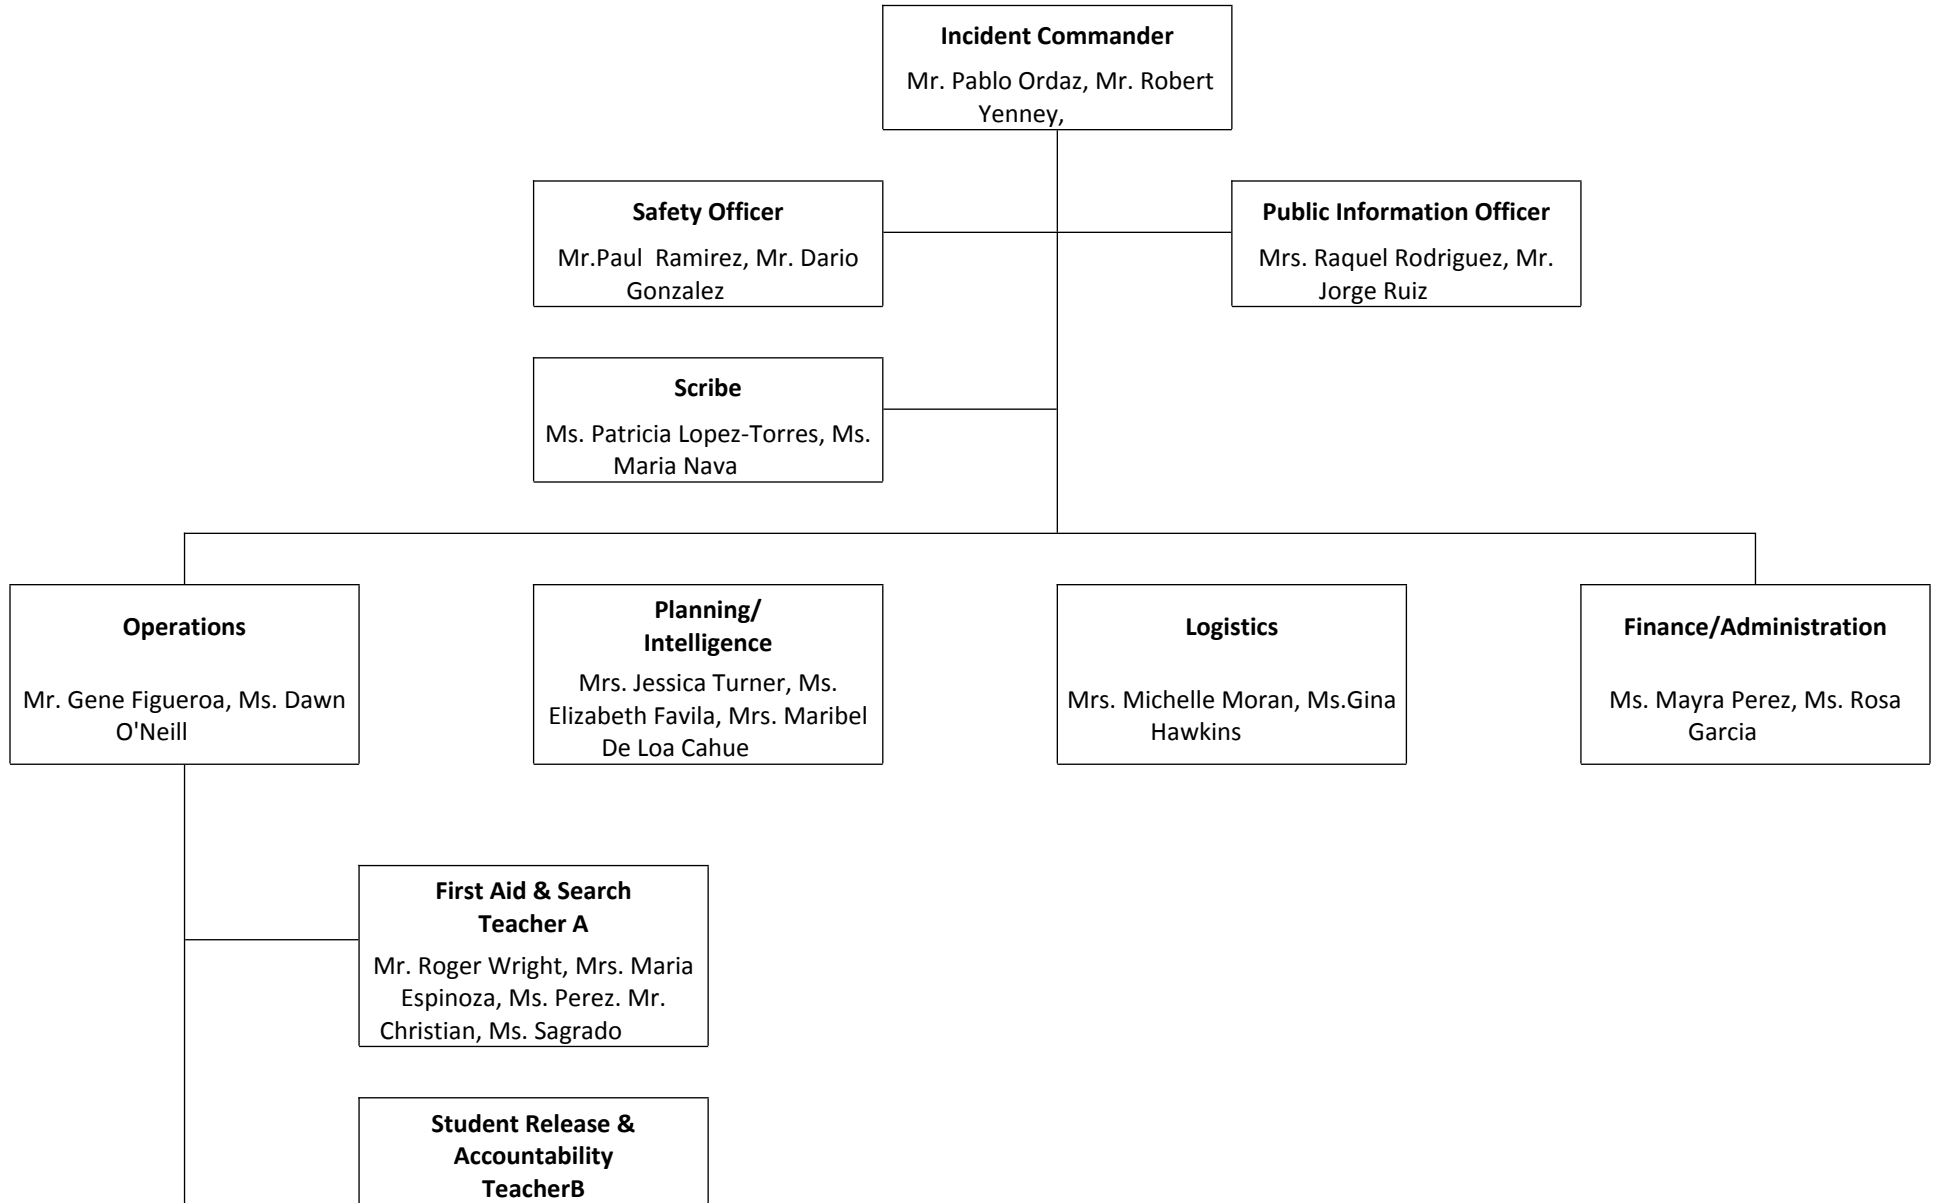 Incident Commander
Mr. Pablo Ordaz, Mr. Robert
Yenney,
Safety Officer
Mr.Paul  Ramirez, Mr. Dario
Gonzalez
Public Information Officer
Mrs. Raquel Rodriguez, Mr.
Jorge Ruiz
Scribe
Ms. Patricia Lopez-Torres, Ms.
Maria Nava
Operations
Mr. Gene Figueroa, Ms. Dawn
O'Neill
Planning/
Intelligence
Mrs. Jessica Turner, Ms.
Elizabeth Favila, Mrs. Maribel
De Loa Cahue
Logistics
Mrs. Michelle Moran, Ms.Gina
Hawkins
Finance/Administration
Ms. Mayra Perez, Ms. Rosa
Garcia
First Aid & Search
Teacher A
Mr. Roger Wright, Mrs. Maria
Espinoza, Ms. Perez. Mr.
Christian, Ms. Sagrado
Student Release &
Accountability
TeacherB